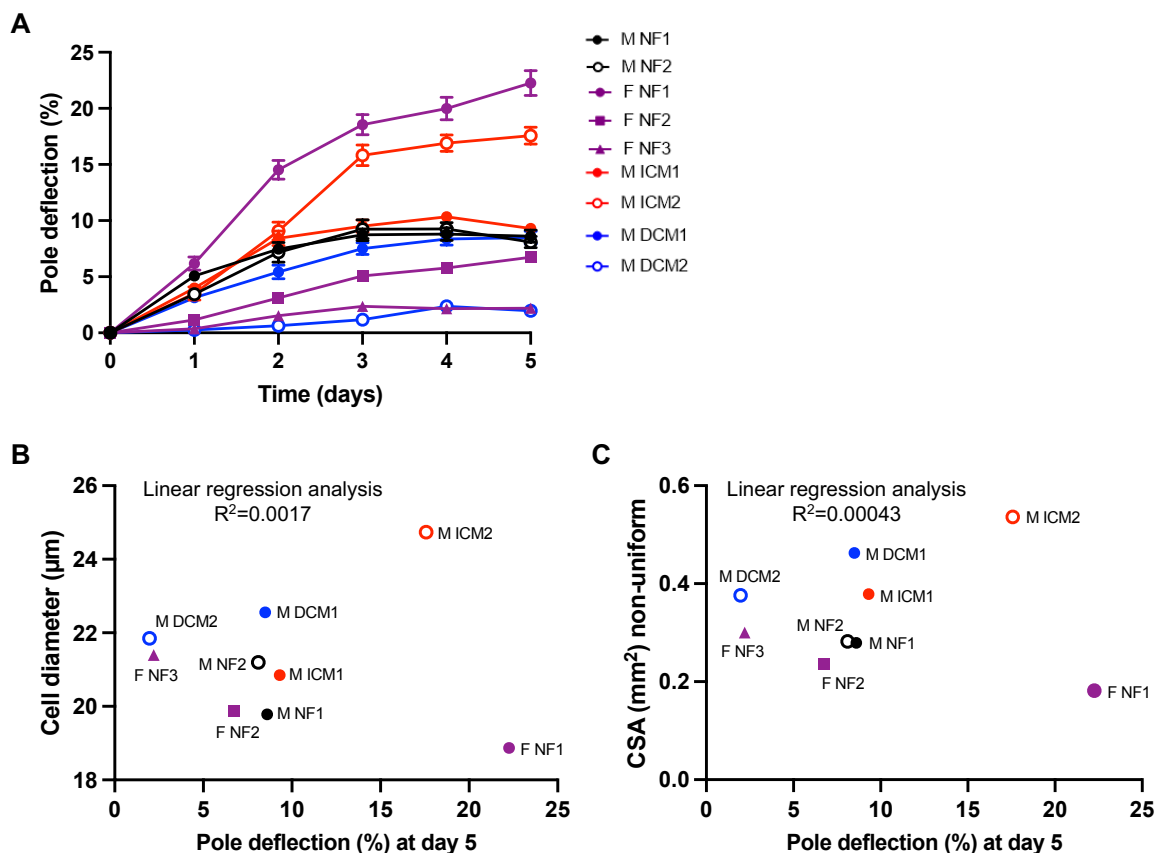 A
Pole deflection (%)
25
20
15
10
5
0
0 1 2 3 4 5
Time (days)
M NF1
M NF2
F NF1
F NF2
F NF3
M ICM1
M ICM2
M DCM1
M DCM2
B
Linear regression analysis
R²=0.0017
Cell diameter (µm)
26
24
22
20
18
M ICM2
M DCM1
M DCM2
F NF3
M NF2
M ICM1
M NF1
F NF2
F NF1
0 5 10 15 20 25
Pole deflection (%) at day 5
C
Linear regression analysis
R²=0.00043
CSA (mm²) non-uniform
0.6
0.4
0.2
0.0
M ICM2
M DCM1
M DCM2
M ICM1
M NF2
M NF1
F NF3
F NF2
F NF1
0 5 10 15 20 25
Pole deflection (%) at day 5